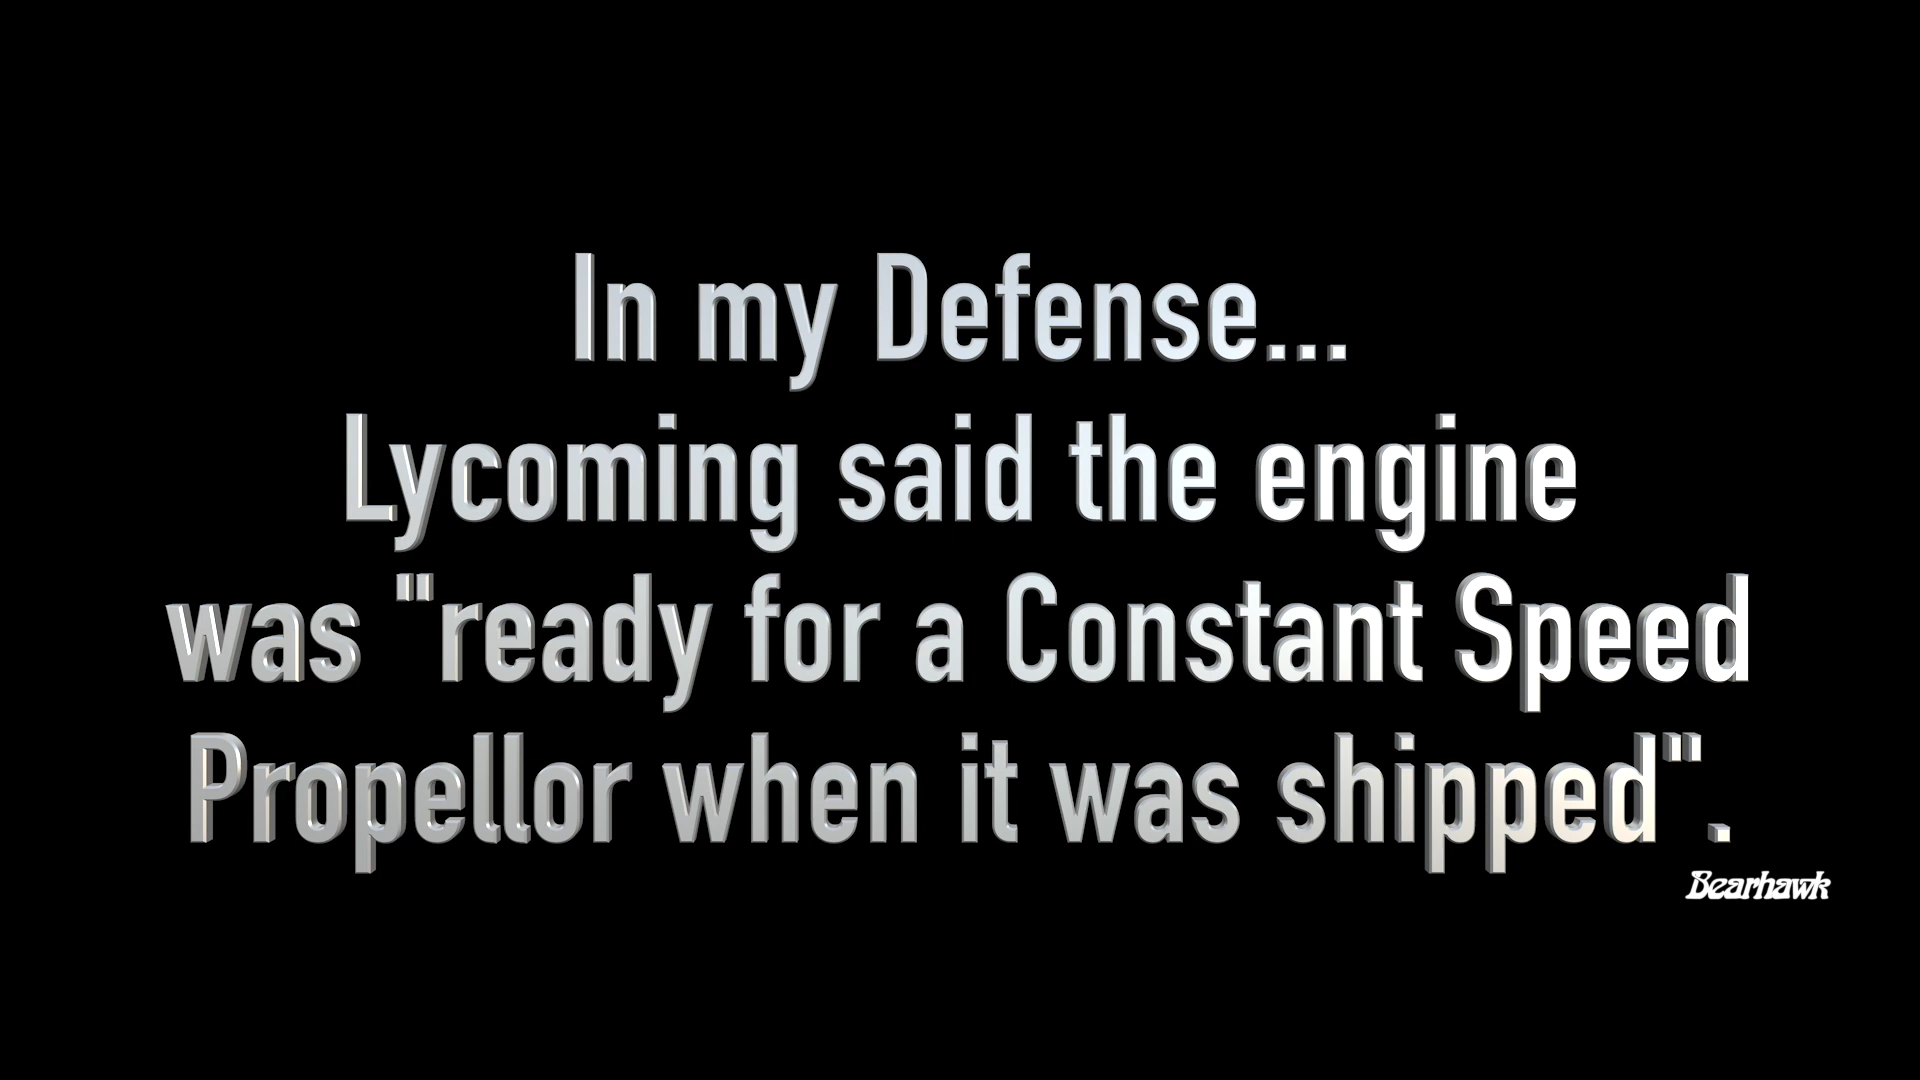 In my Defense...
Lycoming said the engine
was "ready for a Constant Speed
Propellor when it was shipped".
Bearhawk